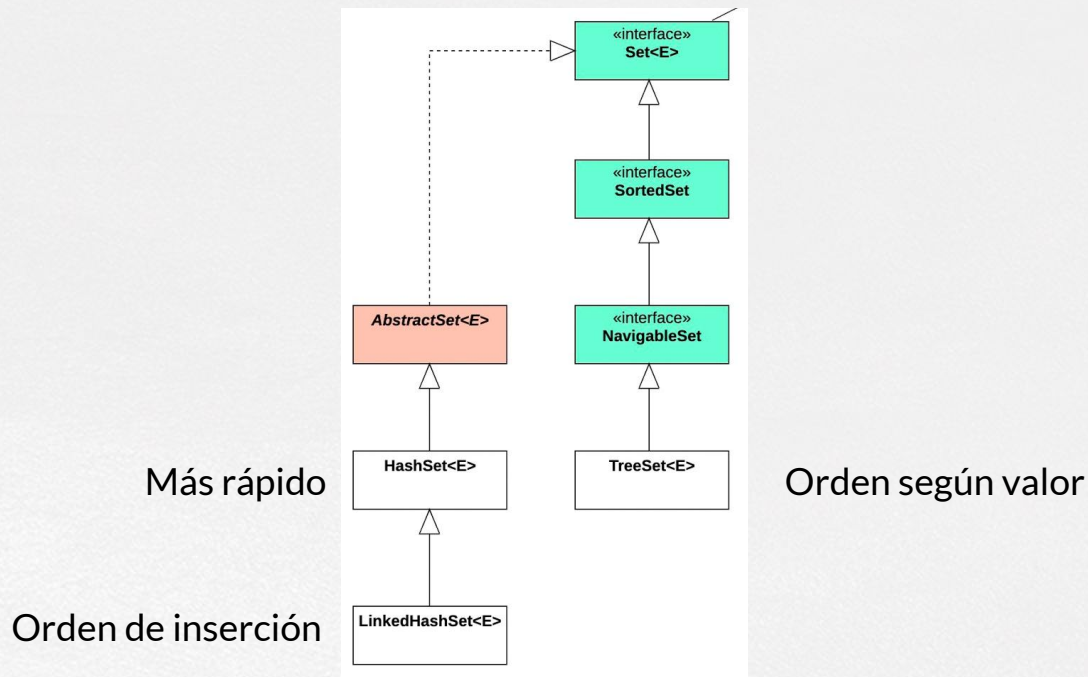 «interface»
Set<E>
«interface»
SortedSet
AbstractSet<E>
«interface»
NavigableSet
Más rápido
HashSet<E>
TreeSet<E>
Orden según valor
Orden de inserción
LinkedHashSet<E>